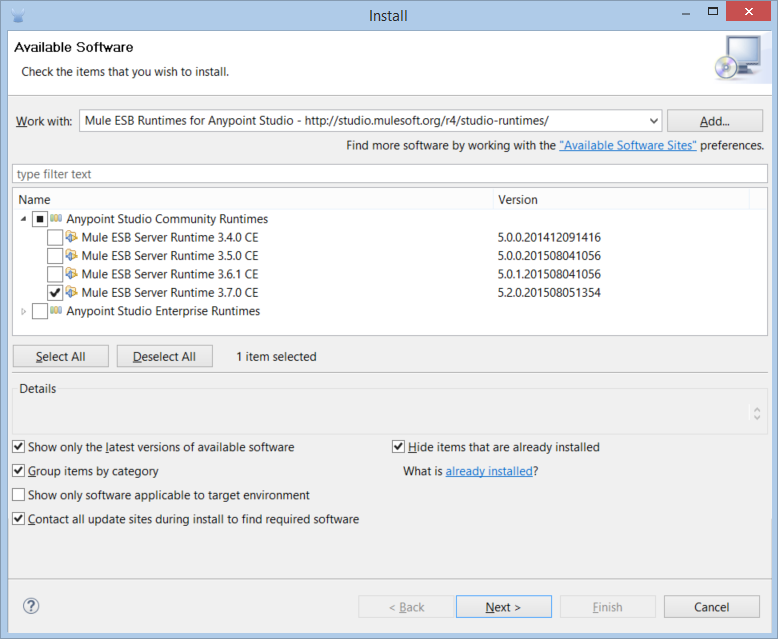 Install
Available Software
Check the items that you wish to install.
Work with: Mule ESB Runtimes for Anypoint Studio - http://studio.mulesoft.org/r4/studio-runtimes/ Add...
Find more software by working with the "Available Software Sites" preferences.
type filter text
Name Version
Anypoint Studio Community Runtimes
Mule ESB Server Runtime 3.4.0 CE 5.0.0.201412091416
Mule ESB Server Runtime 3.5.0 CE 5.0.0.201508041056
Mule ESB Server Runtime 3.6.1 CE 5.0.1.201508041056
Mule ESB Server Runtime 3.7.0 CE 5.2.0.201508051354
Anypoint Studio Enterprise Runtimes
Select All Deselect All 1 item selected
Details
Show only the latest versions of available software Hide items that are already installed
Group items by category What is already installed?
Show only software applicable to target environment
Contact all update sites during install to find required software
? < Back Next > Finish Cancel